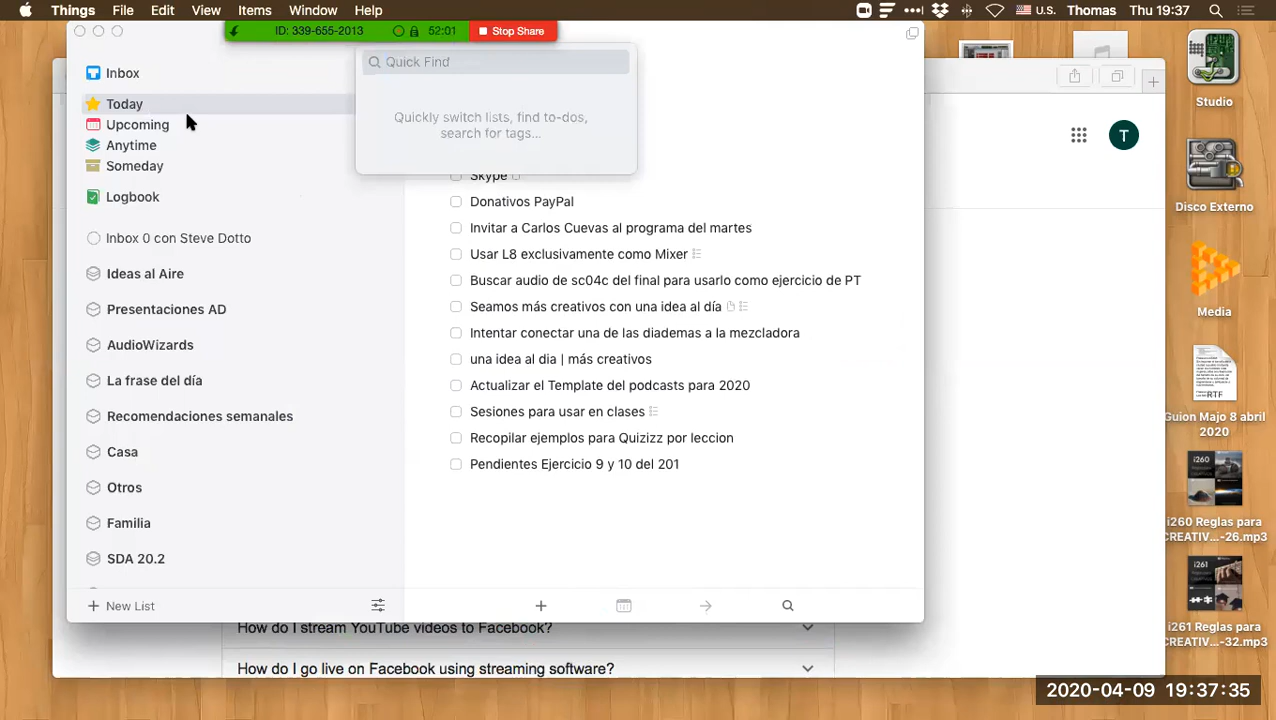 Things File Edit View Items Window Help
Thu 19:37 Thomas
ID: 339-655-2013 52:01 Stop Share
Quick Find
Quickly switch lists, find to-dos,
search for tags...
Inbox
Today
Upcoming
Anytime
Someday
Logbook
Inbox 0 con Steve Dotto
Ideas al Aire
Presentaciones AD
AudioWizards
La frase del día
Recomendaciones semanales
Casa
Otros
Familia
SDA 20.2
New List
Skype
Donativos PayPal
Invitar a Carlos Cuevas al programa del martes
Usar L8 exclusivamente como Mixer
Buscar audio de sc04c del final para usarlo como ejercicio de PT
Seamos más creativos con una idea al día
Intentar conectar una de las diademas a la mezcladora
una idea al dia | más creativos
Actualizar el Template del podcasts para 2020
Sesiones para usar en clases
Recopilar ejemplos para Quizizz por leccion
Pendientes Ejercicio 9 y 10 del 201
T
How do I stream YouTube videos to Facebook?
How do I go live on Facebook using streaming software?
Studio
Disco Externo
Media
RTF
Guion Majo 8 abril
2020
i260
i260 Reglas para
CREATIV...-26.mp3
i261
i261 Reglas para
CREATIV...-32.mp3
2020-04-09 19:37:35